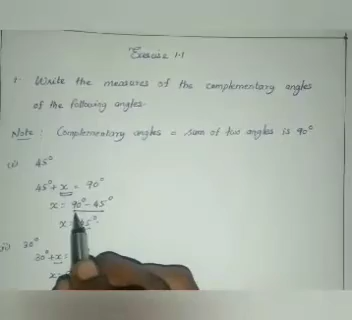 Exercise 1.1
1. Write the measures of the complementary angles
of the following angles.
Note: Complementary angles = sum of two angles is 90°
(i) 45°
45° + x = 90°
x = 90° - 45°
x = 45°.
30°
30° + x =
x =